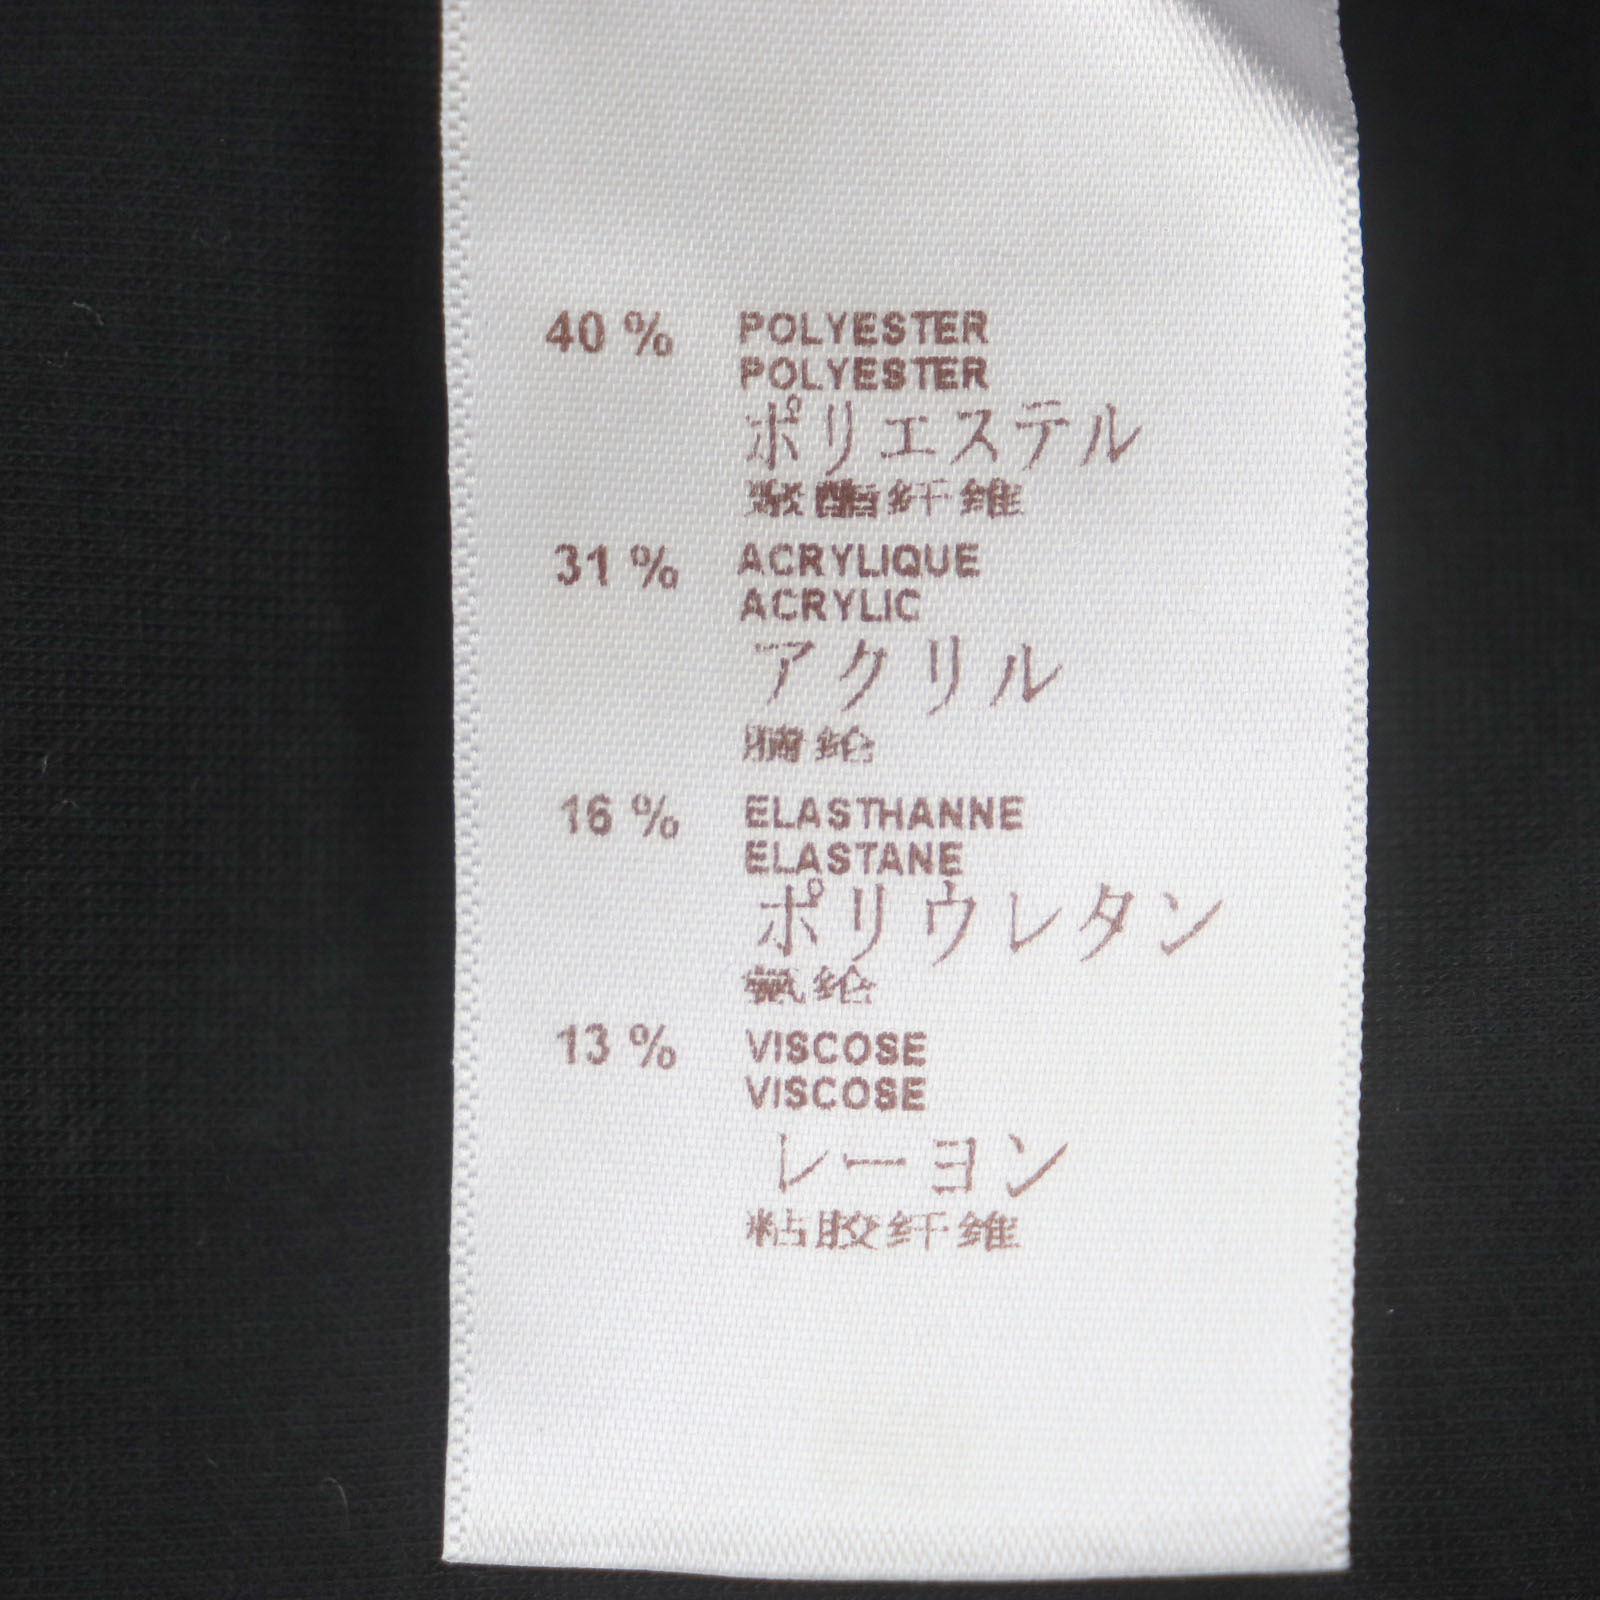 40 % POLYESTER
POLYESTER
ポリエステル
聚酯纤维
31 % ACRYLIQUE
ACRYLIC
アクリル
腈纶
16 % ELASTHANNE
ELASTANE
ポリウレタン
氨纶
13 % VISCOSE
VISCOSE
レーヨン
粘胶纤维